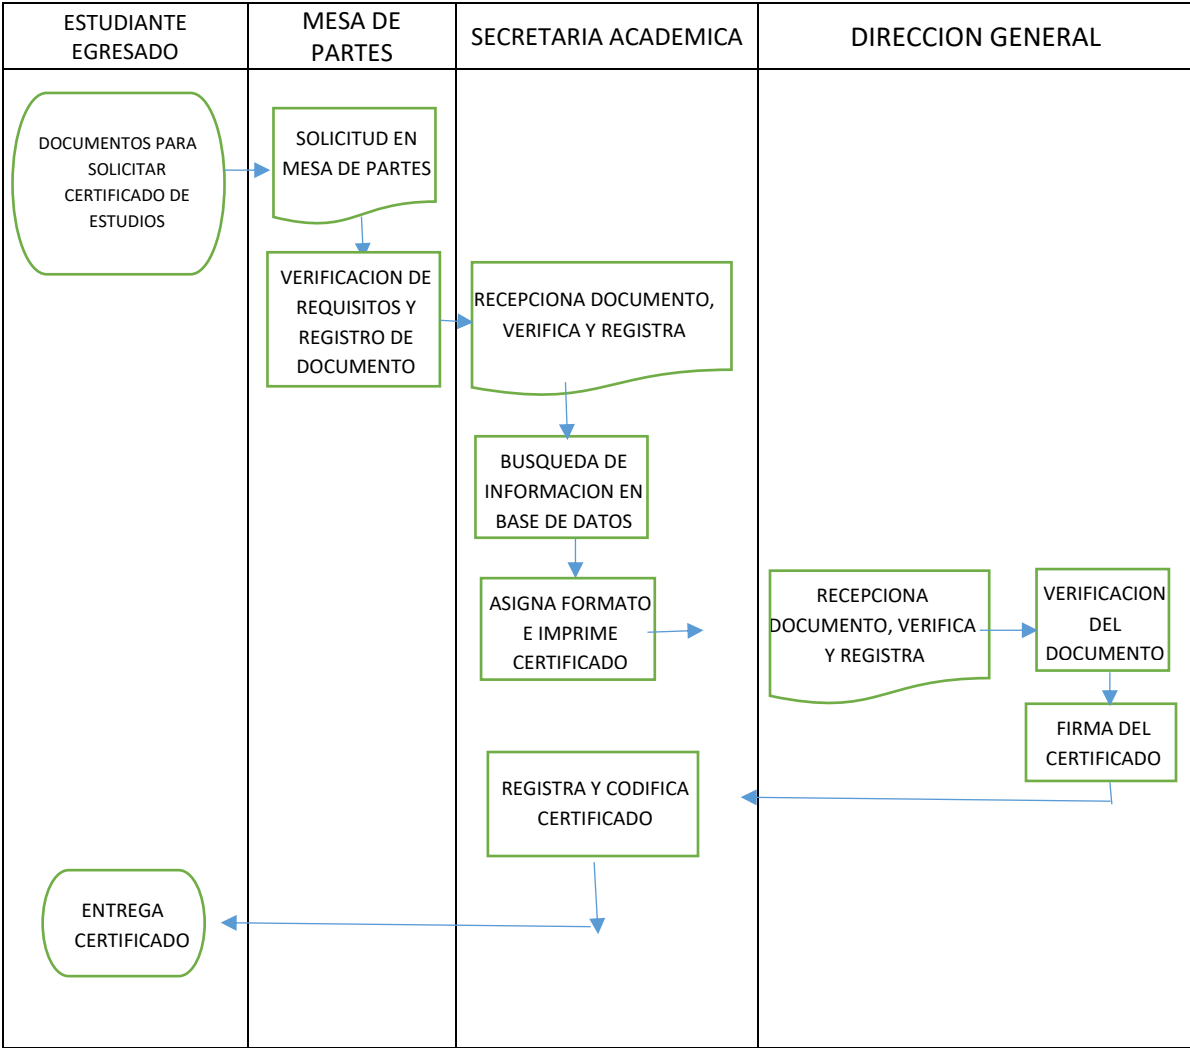 ESTUDIANTE
EGRESADO
MESA DE
PARTES
SECRETARIA ACADEMICA
DIRECCION GENERAL
DOCUMENTOS PARA
SOLICITAR
CERTIFICADO DE
ESTUDIOS
SOLICITUD EN
MESA DE PARTES
VERIFICACION DE
REQUISITOS Y
REGISTRO DE
DOCUMENTO
RECEPCIONA DOCUMENTO,
VERIFICA Y REGISTRA
BUSQUEDA DE
INFORMACION EN
BASE DE DATOS
ASIGNA FORMATO
E IMPRIME
CERTIFICADO
RECEPCIONA
DOCUMENTO, VERIFICA
Y REGISTRA
VERIFICACION
DEL
DOCUMENTO
FIRMA DEL
CERTIFICADO
REGISTRA Y CODIFICA
CERTIFICADO
ENTREGA
CERTIFICADO